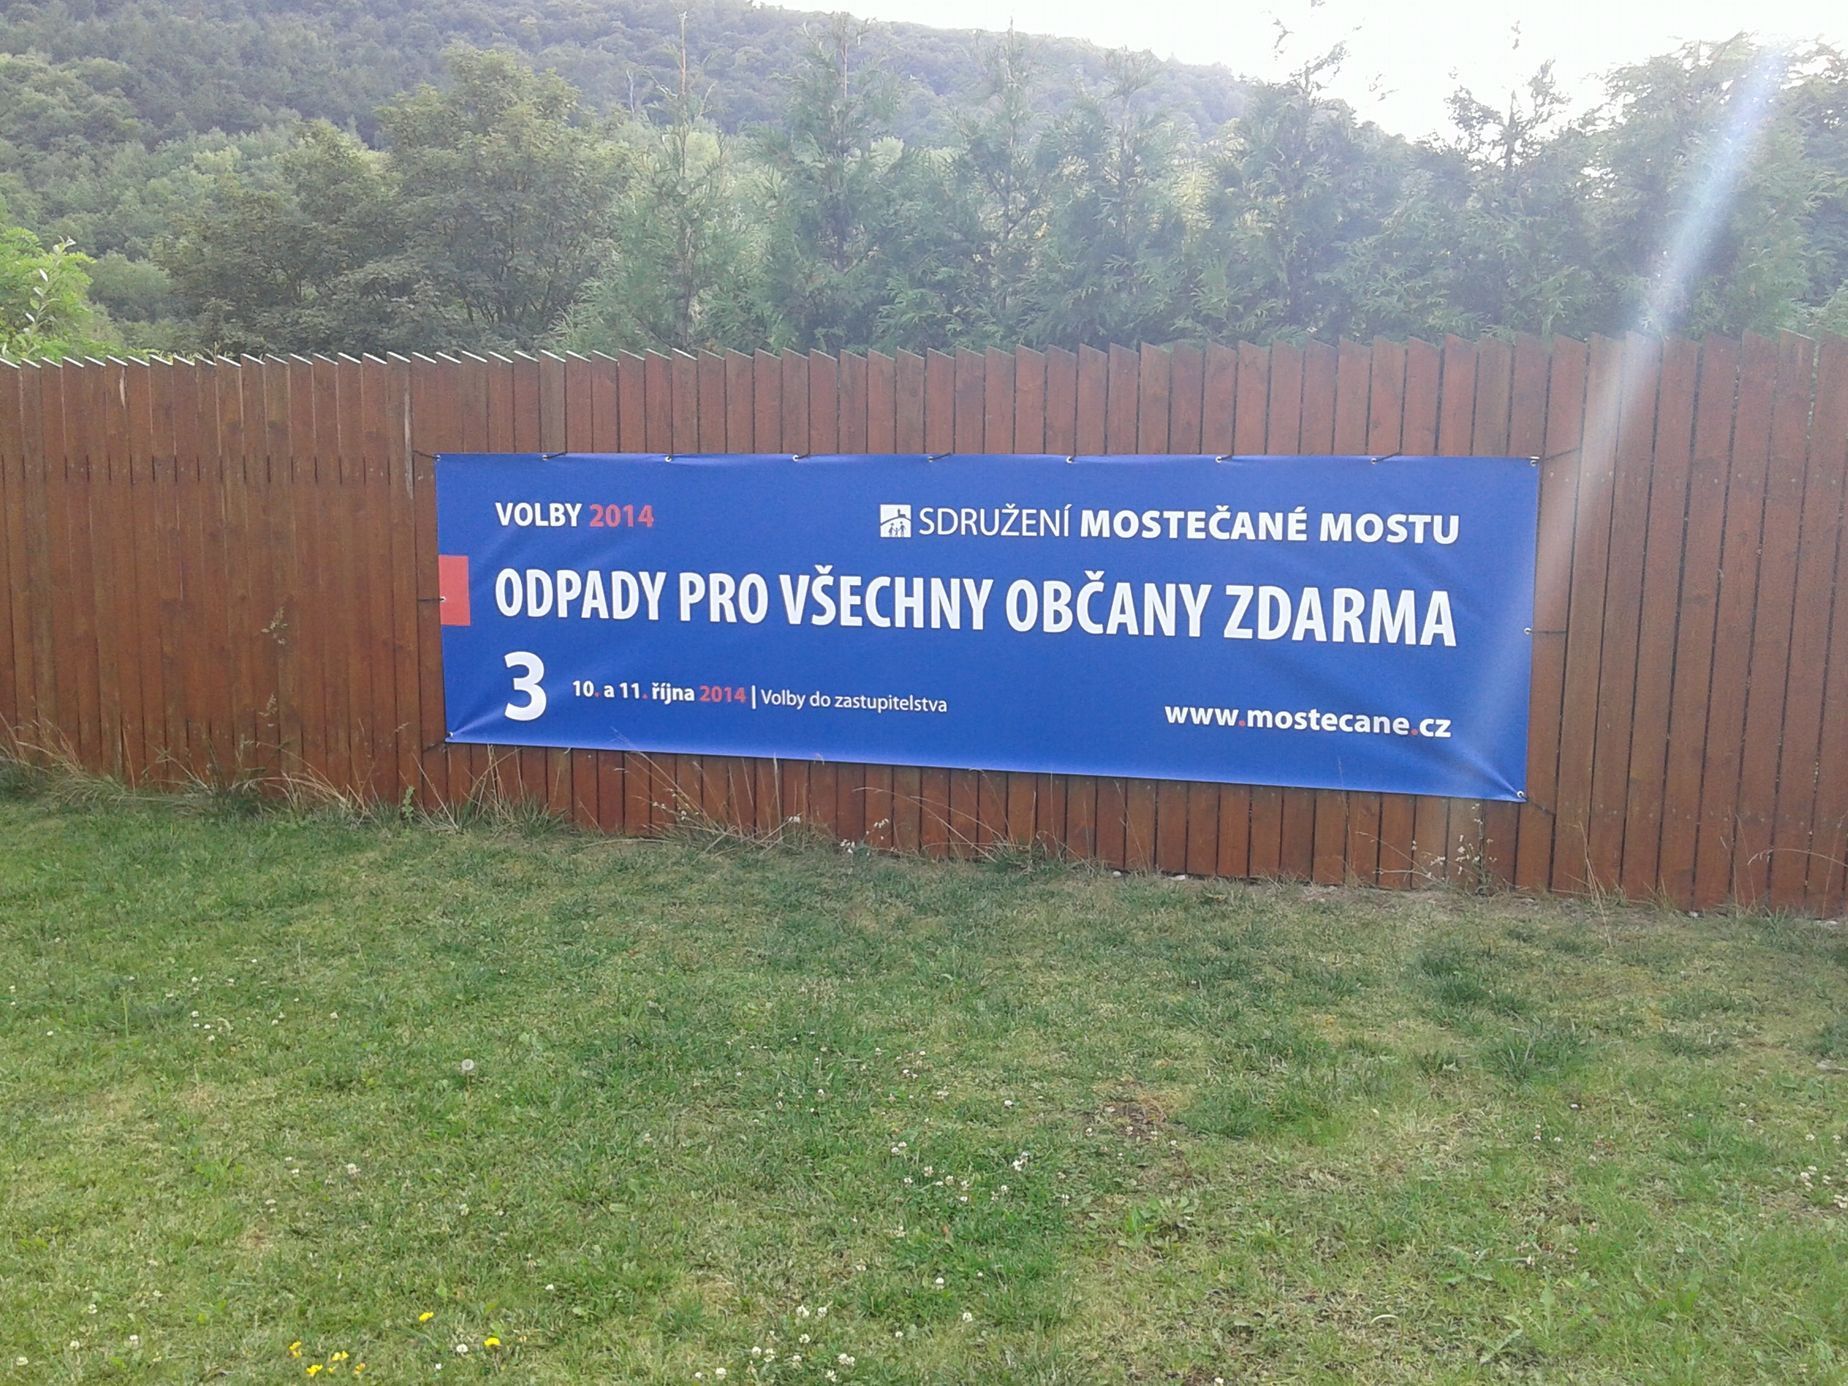 VOLBY 2014
SDRUŽENÍ MOSTEČANÉ MOSTU
ODPADY PRO VŠECHNY OBČANY ZDARMA
3
10. a 11. října 2014 | Volby do zastupitelstva
www.mostecane.cz